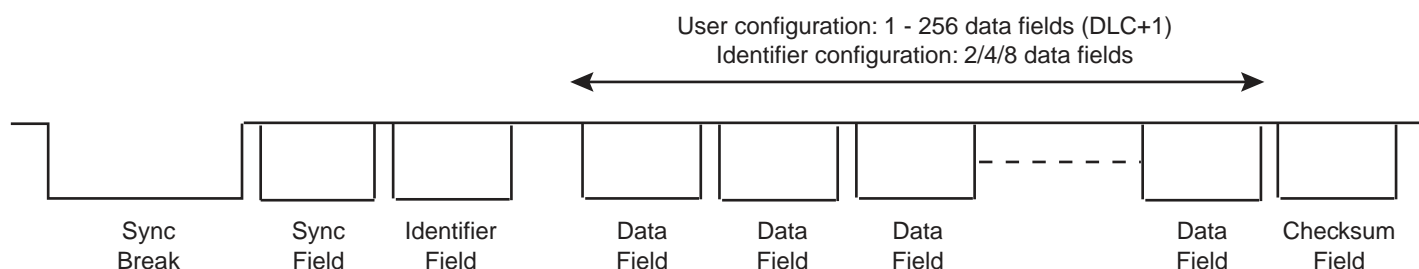 User configuration: 1 - 256 data fields (DLC+1)
Identifier configuration: 2/4/8 data fields
Sync Break
Sync Field
Identifier Field
Data Field
Data Field
Data Field
Data Field
Checksum Field